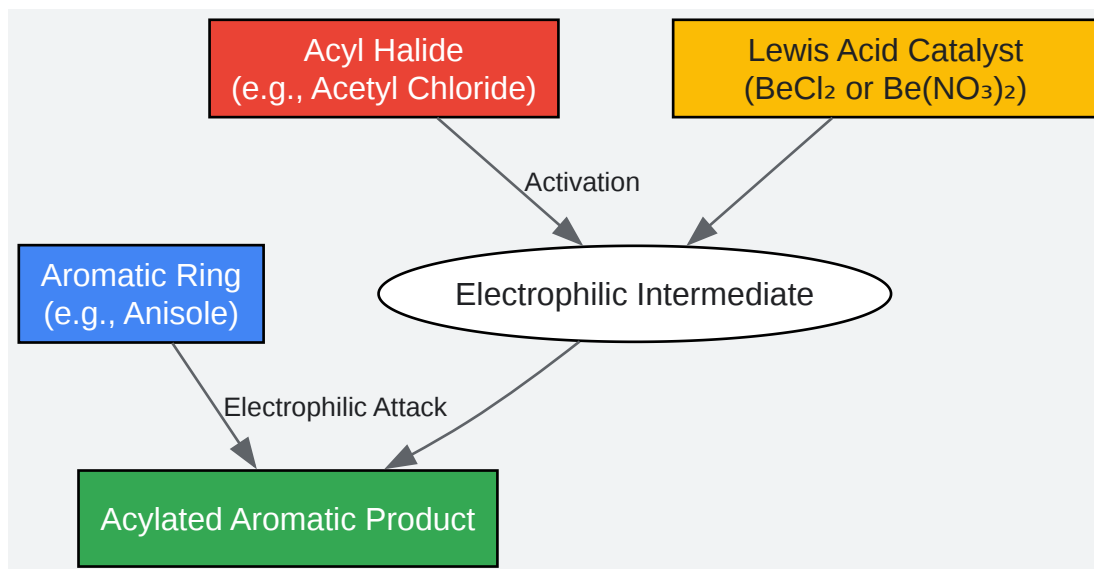 Acyl Halide
(e.g., Acetyl Chloride)
Lewis Acid Catalyst
(BeCl₂ or Be(NO₃)₂)
Activation
Aromatic Ring
(e.g., Anisole)
Electrophilic Intermediate
Electrophilic Attack
Acylated Aromatic Product